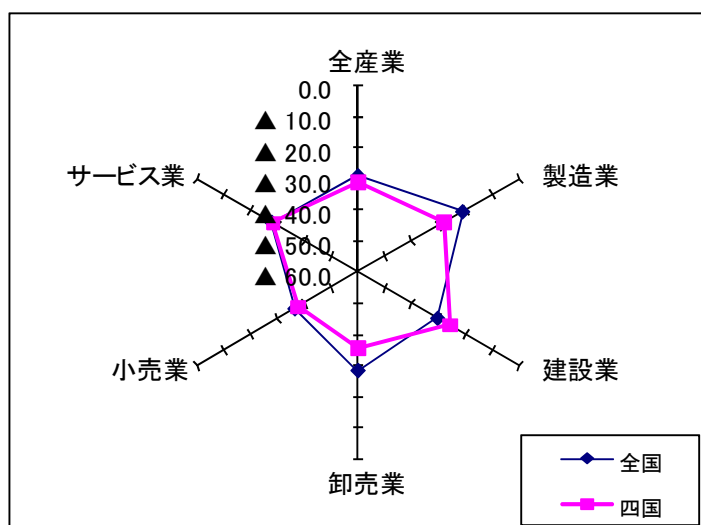 全産業
0.0
▲ 10.0
▲ 20.0
▲ 30.0
▲ 40.0
▲ 50.0
▲ 60.0
サービス業
製造業
小売業
建設業
卸売業
全国
四国